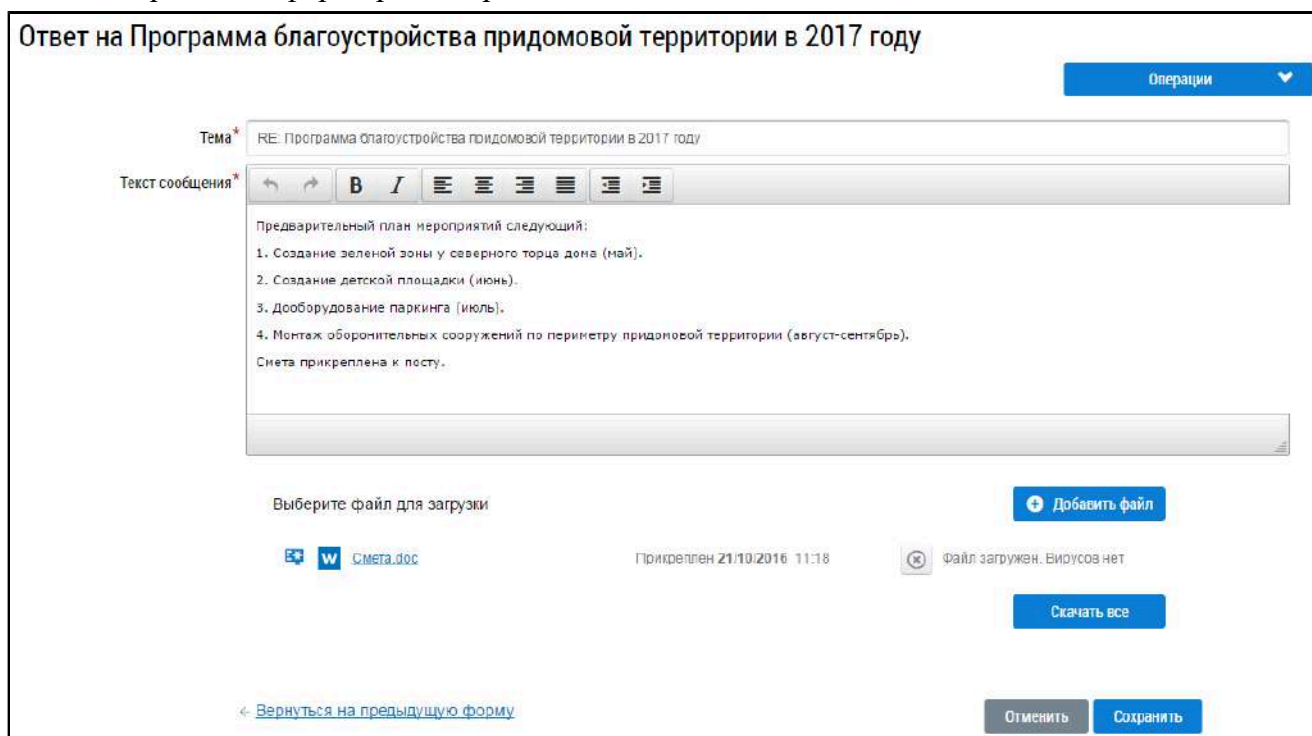 Ответ на Программа благоустройства придомовой территории в 2017 году
Операции
Тема*
RE: Программа благоустройства придомовой территории в 2017 году
Текст сообщения*
B I
Предварительный план мероприятий следующий:
1. Создание зеленой зоны у северного торца дома (май).
2. Создание детской площадки (июнь).
3. Дооборудование паркинга (июль).
4. Монтаж оборонительных сооружений по периметру придомовой территории (август-сентябрь).
Смета прикреплена к посту.
Выберите файл для загрузки
Добавить файл
W Смета.doc
Прикреплен 21/10/2016 11:18
Файл загружен. Вирусов нет
Скачать все
← Вернуться на предыдущую форму
Отменить
Сохранить